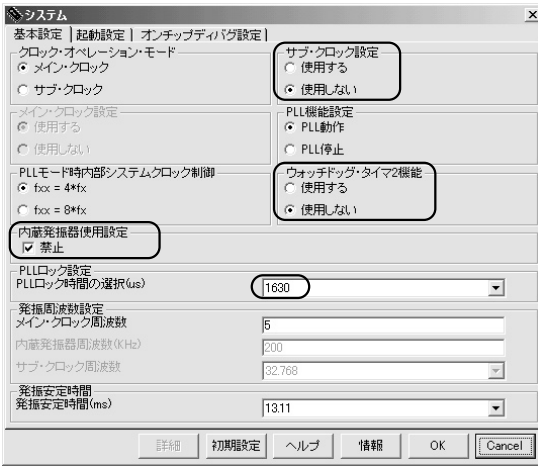 システム
基本設定 | 起動設定 | オンチップディバグ設定 |
クロック・オペレーション・モード
メイン・クロック
サブ・クロック
サブ・クロック設定
使用する
使用しない
メイン・クロック設定
使用する
使用しない
PLL機能設定
PLL動作
PLL停止
PLLモード時内部システムクロック制御
fxx = 4*fx
fxx = 8*fx
ウォッチドッグ・タイマ2機能
使用する
使用しない
内蔵発振器使用設定
禁止
PLLロック設定
PLLロック時間の選択(us) 1630
発振周波数設定
メイン・クロック周波数 5
内蔵発振器周波数(KHz) 200
サブ・クロック周波数 32.768
発振安定時間
発振安定時間(ms) 13.11
詳細 初期設定 ヘルプ 情報 OK Cancel